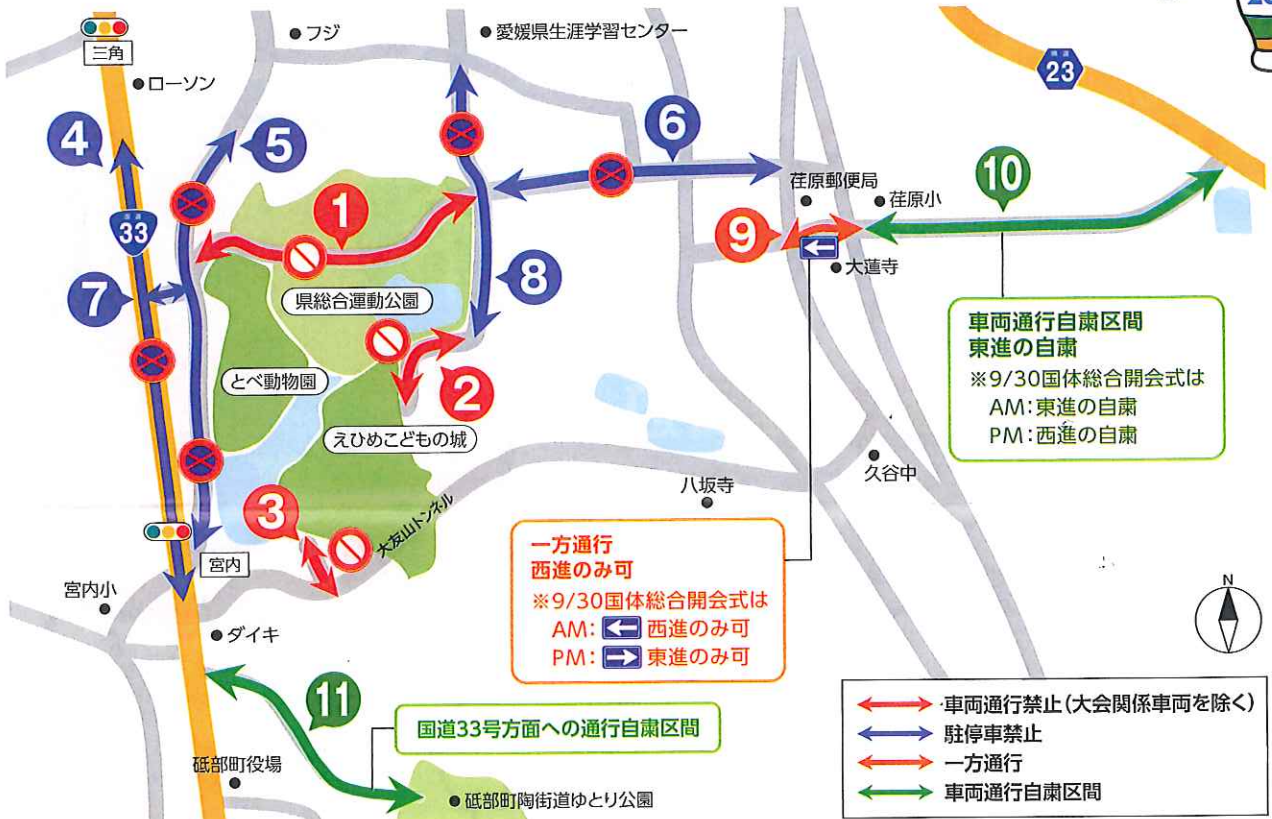 三角
ローソン
フジ
愛媛県生涯学習センター
県道
23
4
5
6
国道
33
1
荏原郵便局
荏原小
10
9
大蓮寺
7
8
県総合運動公園
とべ動物園
2
えひめこどもの城
車両通行自粛区間
東進の自粛
※9/30国体総合開会式は
AM:東進の自粛
PM:西進の自粛
八坂寺
久谷中
3
大友山トンネル
宮内
宮内小
ダイキ
一方通行
西進のみ可
※9/30国体総合開会式は
AM: ← 西進のみ可
PM: → 東進のみ可
N
11
国道33号方面への通行自粛区間
砥部町役場
砥部町陶街道ゆとり公園
車両通行禁止(大会関係車両を除く)
駐停車禁止
一方通行
車両通行自粛区間